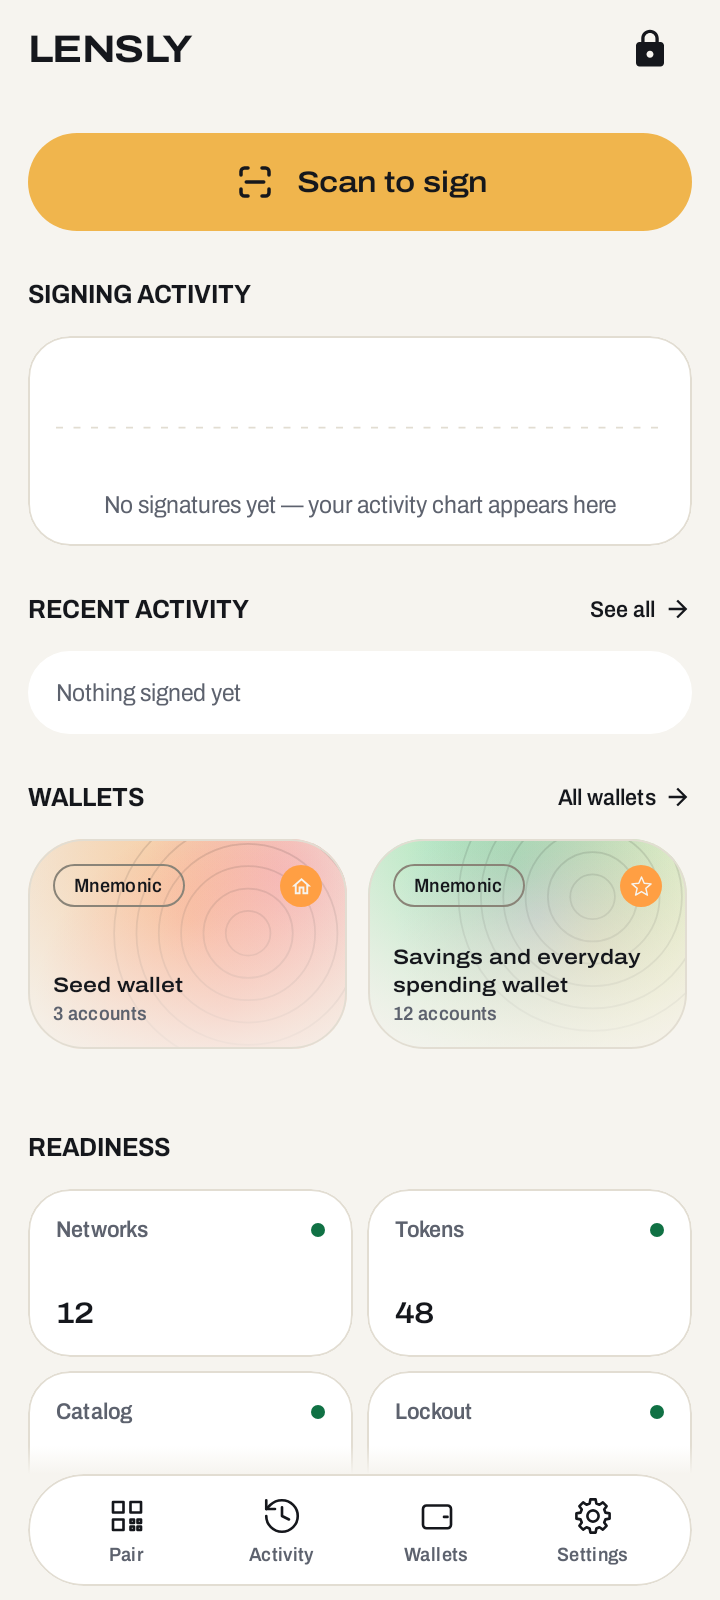 LENSLY
Scan to sign
SIGNING ACTIVITY
No signatures yet — your activity chart appears here
RECENT ACTIVITY
See all
Nothing signed yet
WALLETS
All wallets
Mnemonic
Seed wallet
3 accounts
Mnemonic
Savings and everyday
spending wallet
12 accounts
READINESS
Networks
12
Tokens
48
Catalog
Lockout
Pair
Activity
Wallets
Settings